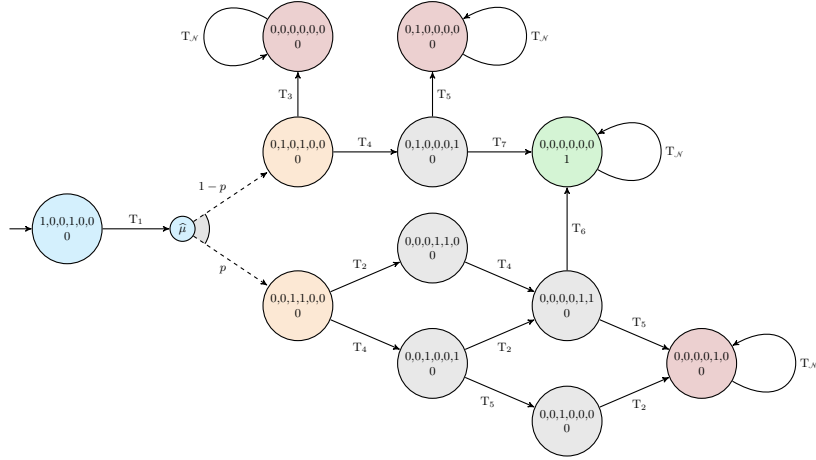 0,0,0,0,0,0,
0
T𝒩
0,1,0,0,0,0,
0
T𝒩
T₃
T₅
0,1,0,1,0,0,
0
T₄
0,1,0,0,0,1,
0
T₇
0,0,0,0,0,0,
1
T𝒩
1 − p
1,0,0,1,0,0,
0
T₁
μ̂
p
T₆
T₂
0,0,0,1,1,0,
0
T₄
0,0,1,1,0,0,
0
0,0,0,0,1,1,
0
T₄
0,0,1,0,0,1,
0
T₂
T₅
0,0,0,0,1,0,
0
T𝒩
T₅
0,0,1,0,0,0,
0
T₂